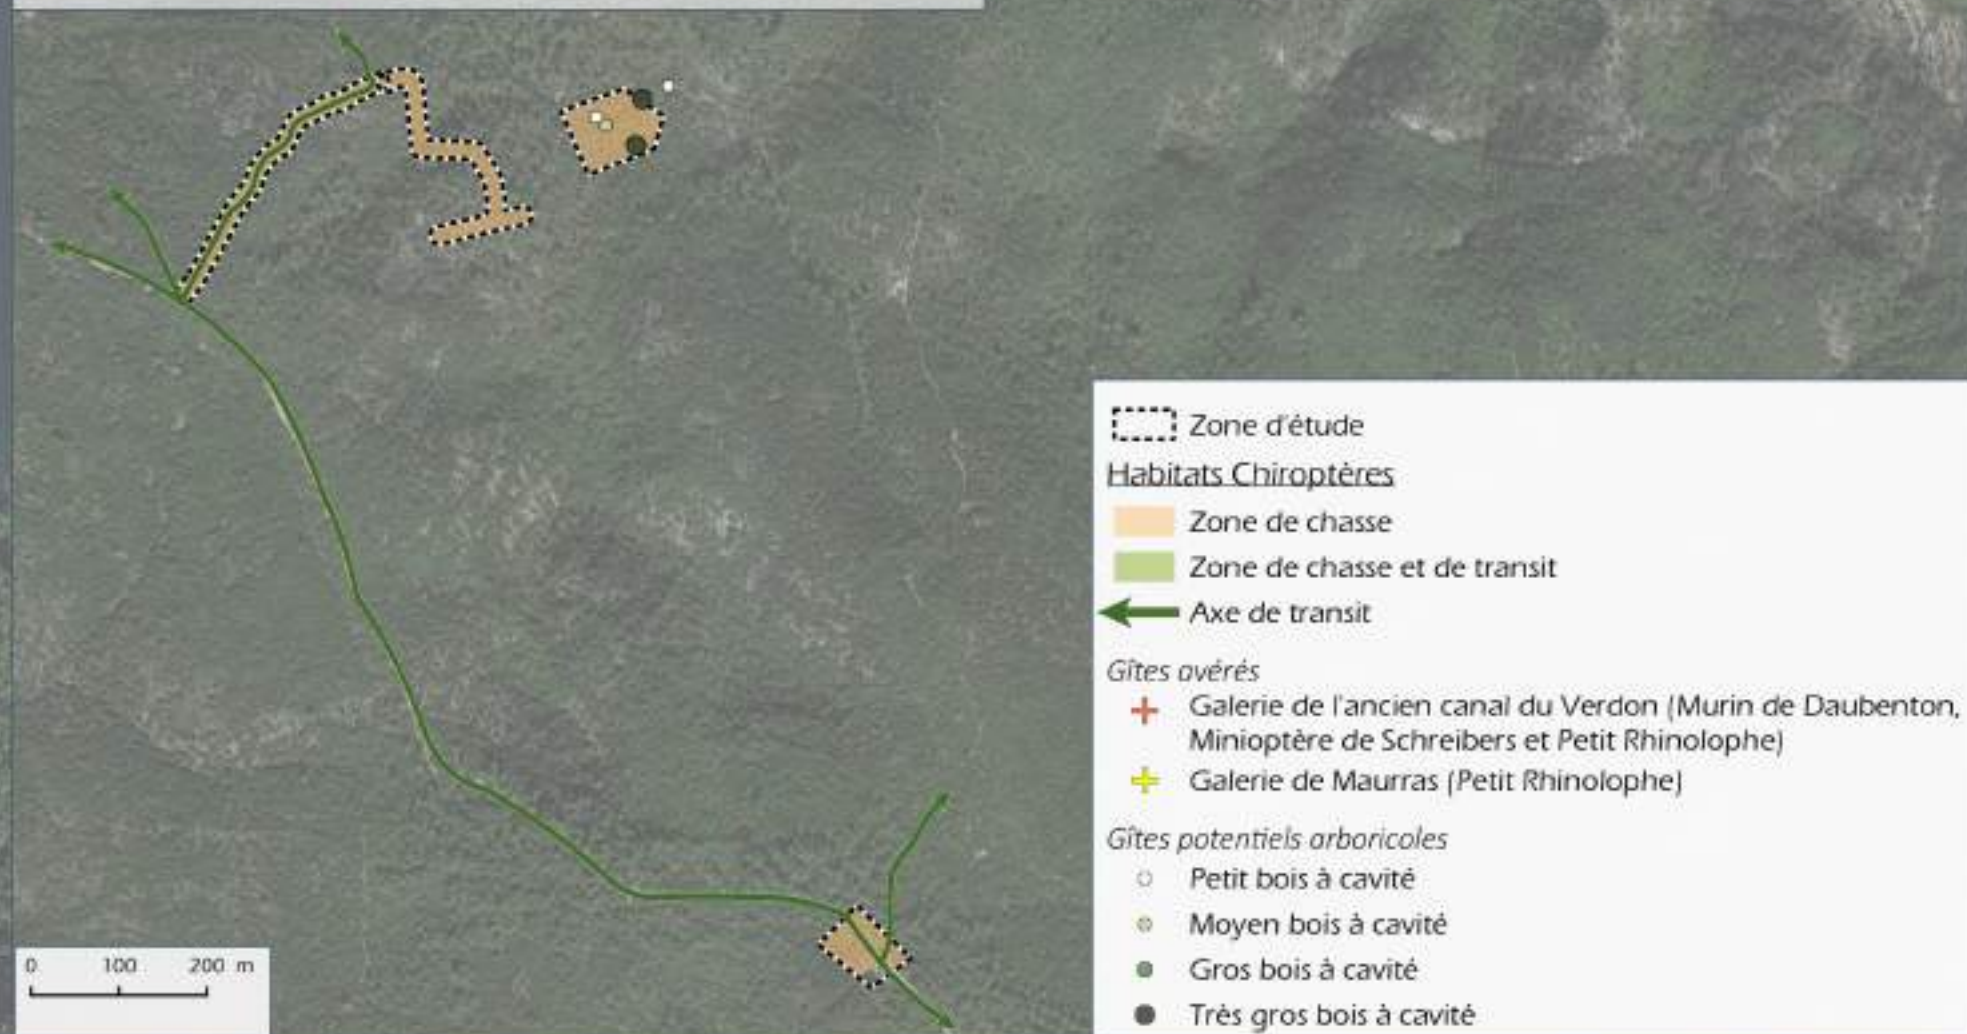 Zone d'étude
Habitats Chiroptères
Zone de chasse
Zone de chasse et de transit
Axe de transit
Gîtes avérés
Galerie de l'ancien canal du Verdon (Murin de Daubenton,
Minioptère de Schreibers et Petit Rhinolophe)
Galerie de Maurras (Petit Rhinolophe)
Gîtes potentiels arboricoles
Petit bois à cavité
Moyen bois à cavité
Gros bois à cavité
Très gros bois à cavité
0 100 200 m